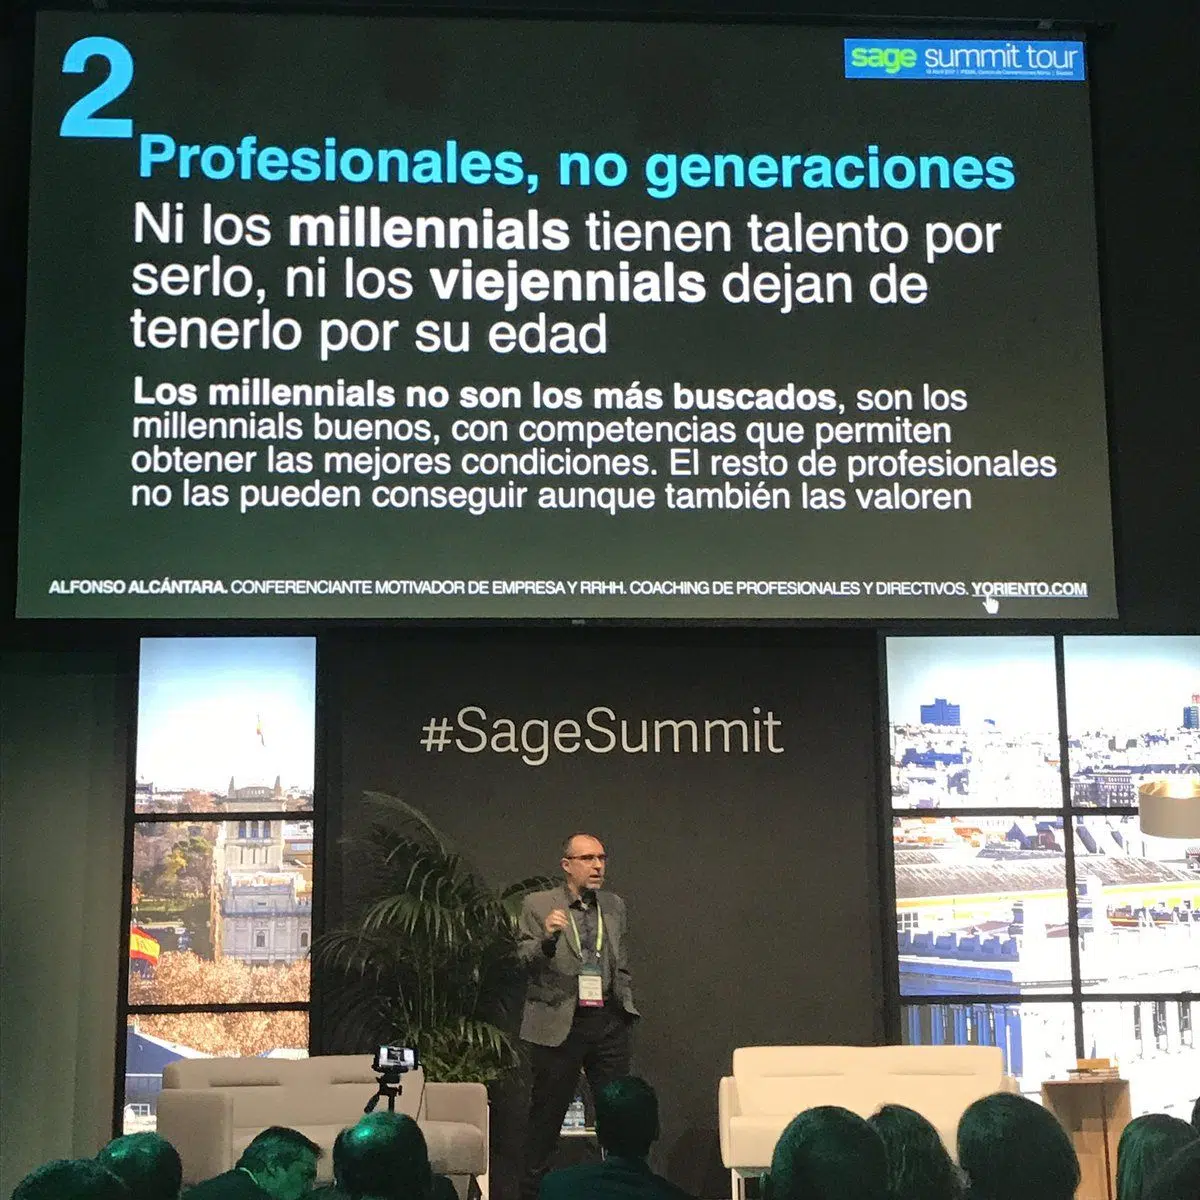 2
sage summit tour
Profesionales, no generaciones
Ni los millennials tienen talento por
serlo, ni los viejennials dejan de
tenerlo por su edad
Los millennials no son los más buscados, son los
millennials buenos, con competencias que permiten
obtener las mejores condiciones. El resto de profesionales
no las pueden conseguir aunque también las valoren
ALFONSO ALCÁNTARA. CONFERENCIANTE MOTIVADOR DE EMPRESA Y RRHH. COACHING DE PROFESIONALES Y DIRECTIVOS. YORIENTO.COM
#SageSummit